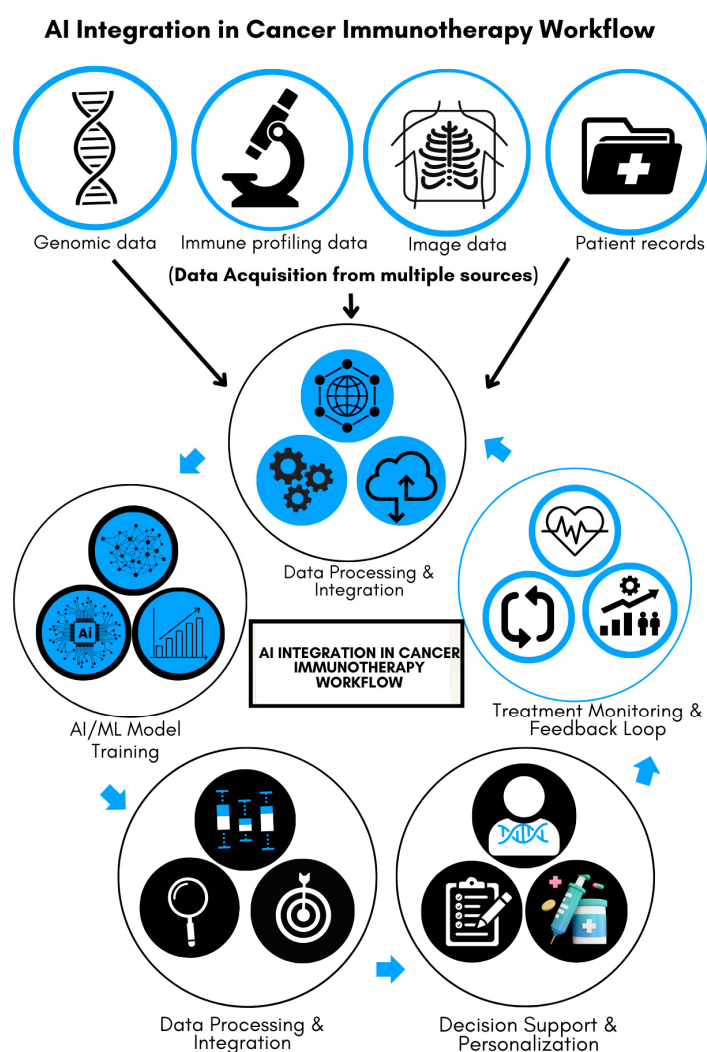 AI Integration in Cancer Immunotherapy Workflow
Genomic data
Immune profiling data
Image data
Patient records
(Data Acquisition from multiple sources)
Data Processing &
Integration
Ai
AI INTEGRATION IN CANCER
IMMUNOTHERAPY
WORKFLOW
AI/ML Model
Training
Treatment Monitoring &
Feedback Loop
Data Processing &
Integration
Decision Support &
Personalization